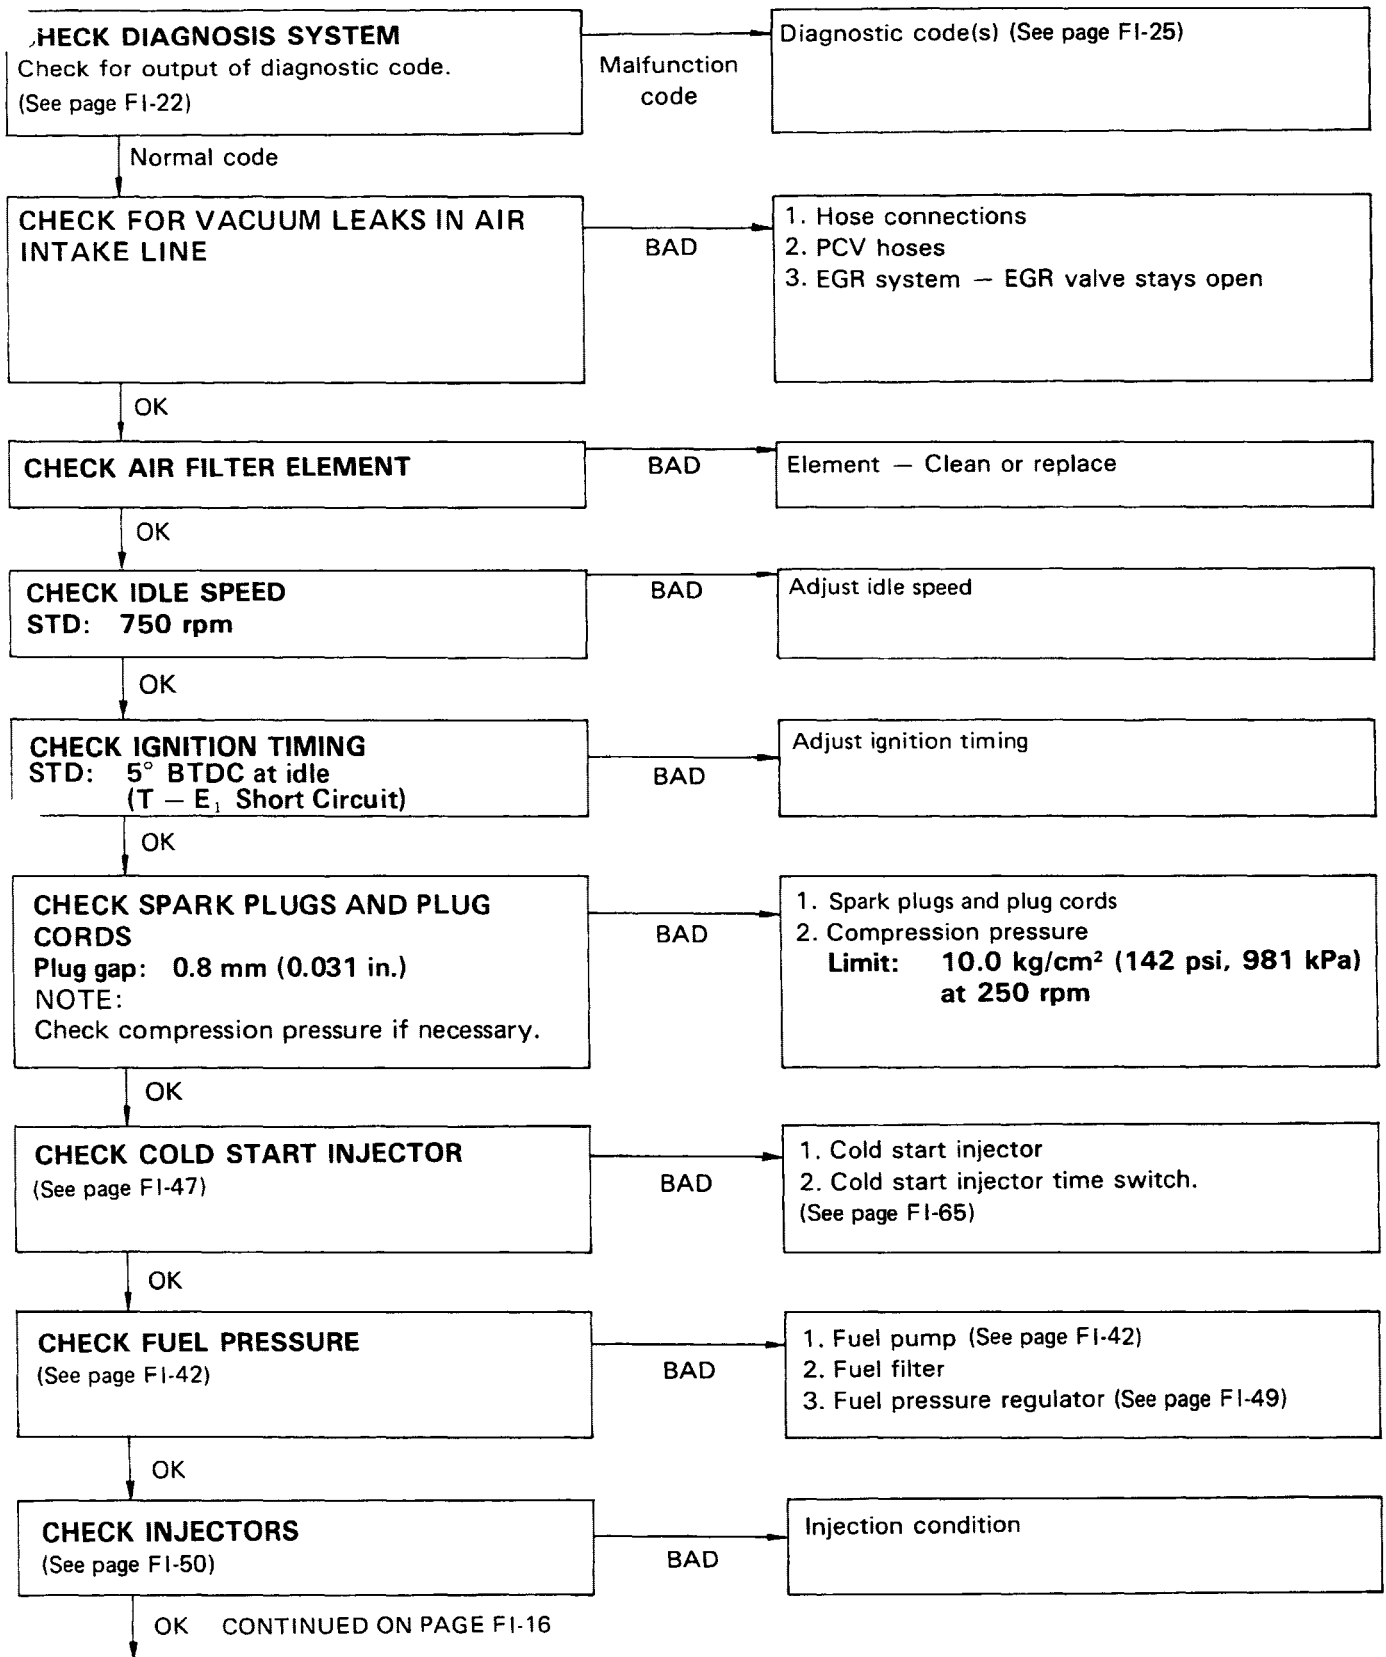 HECK DIAGNOSIS SYSTEM
Check for output of diagnostic code.
(See page FI-22)
Malfunction
code
Diagnostic code(s) (See page FI-25)
Normal code
CHECK FOR VACUUM LEAKS IN AIR
INTAKE LINE
BAD
1. Hose connections
2. PCV hoses
3. EGR system — EGR valve stays open
OK
CHECK AIR FILTER ELEMENT
BAD
Element — Clean or replace
OK
CHECK IDLE SPEED
STD: 750 rpm
BAD
Adjust idle speed
OK
CHECK IGNITION TIMING
STD: 5° BTDC at idle
(T — E₁ Short Circuit)
BAD
Adjust ignition timing
OK
CHECK SPARK PLUGS AND PLUG
CORDS
Plug gap: 0.8 mm (0.031 in.)
NOTE:
Check compression pressure if necessary.
BAD
1. Spark plugs and plug cords
2. Compression pressure
Limit: 10.0 kg/cm² (142 psi, 981 kPa)
at 250 rpm
OK
CHECK COLD START INJECTOR
(See page FI-47)
BAD
1. Cold start injector
2. Cold start injector time switch.
(See page FI-65)
OK
CHECK FUEL PRESSURE
(See page FI-42)
BAD
1. Fuel pump (See page FI-42)
2. Fuel filter
3. Fuel pressure regulator (See page FI-49)
OK
CHECK INJECTORS
(See page FI-50)
BAD
Injection condition
OK CONTINUED ON PAGE FI-16